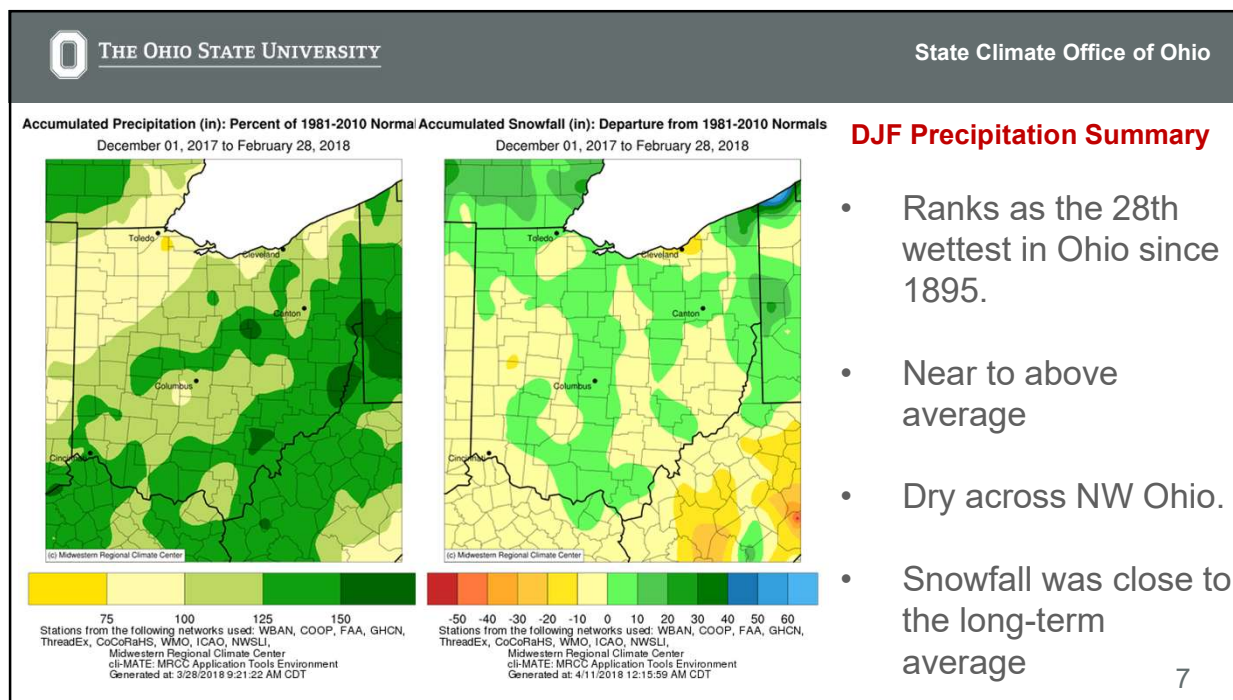 THE OHIO STATE UNIVERSITY
State Climate Office of Ohio
Accumulated Precipitation (in): Percent of 1981-2010 Normal
December 01, 2017 to February 28, 2018
Toledo
Cleveland
Canton
Columbus
Cincinnati
(c) Midwestern Regional Climate Center
75 100 125 150
Stations from the following networks used: WBAN, COOP, FAA, GHCN,
ThreadEx, CoCoRaHS, WMO, ICAO, NWSLI,
Midwestern Regional Climate Center
cli-MATE: MRCC Application Tools Environment
Generated at: 3/28/2018 9:21:22 AM CDT
Accumulated Snowfall (in): Departure from 1981-2010 Normals
December 01, 2017 to February 28, 2018
Toledo
Cleveland
Canton
Columbus
Cincinnati
(c) Midwestern Regional Climate Center
-50 -40 -30 -20 -10 0 10 20 30 40 50 60
Stations from the following networks used: WBAN, COOP, FAA, GHCN,
ThreadEx, CoCoRaHS, WMO, ICAO, NWSLI,
Midwestern Regional Climate Center
cli-MATE: MRCC Application Tools Environment
Generated at: 4/11/2018 12:15:59 AM CDT
DJF Precipitation Summary
• Ranks as the 28th
wettest in Ohio since
1895.
• Near to above
average
• Dry across NW Ohio.
• Snowfall was close to
the long-term
average
7